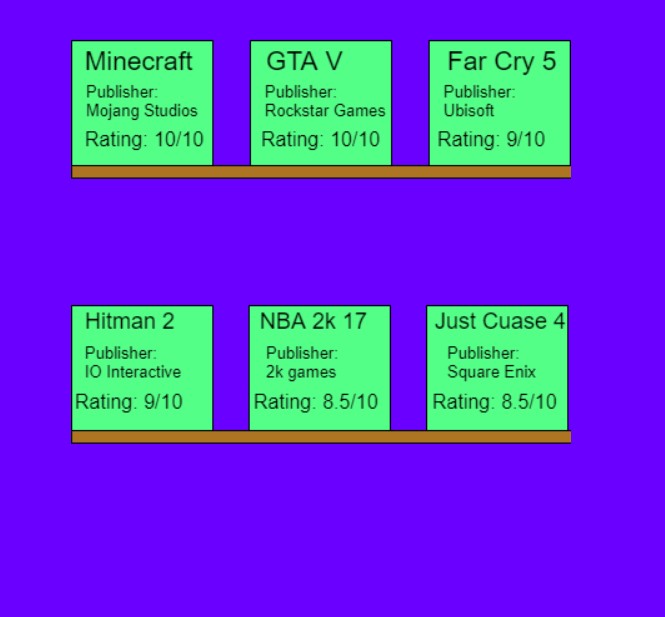 Minecraft
Publisher:
Mojang Studios
Rating: 10/10
GTA V
Publisher:
Rockstar Games
Rating: 10/10
Far Cry 5
Publisher:
Ubisoft
Rating: 9/10
Hitman 2
Publisher:
IO Interactive
Rating: 9/10
NBA 2k 17
Publisher:
2k games
Rating: 8.5/10
Just Cuase 4
Publisher:
Square Enix
Rating: 8.5/10